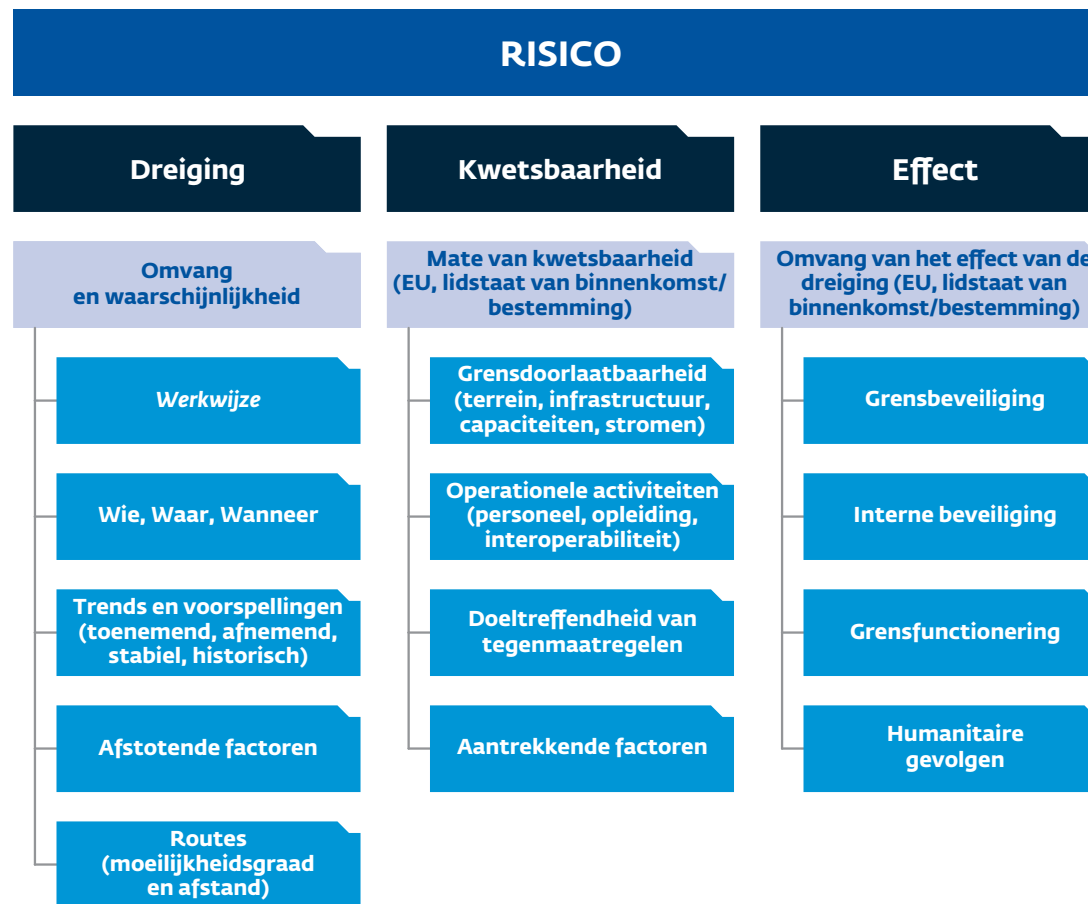 RISICO
Dreiging
Omvang
en waarschijnlijkheid
Werkwijze
Wie, Waar, Wanneer
Trends en voorspellingen
(toenemend, afnemend,
stabiel, historisch)
Afstotende factoren
Routes
(moeilijkheidsgraad
en afstand)
Kwetsbaarheid
Mate van kwetsbaarheid
(EU, lidstaat van binnenkomst/
bestemming)
Grensdoorlaatbaarheid
(terrein, infrastructuur,
capaciteiten, stromen)
Operationele activiteiten
(personeel, opleiding,
interoperabiliteit)
Doeltreffendheid van
tegenmaatregelen
Aantrekkende factoren
Effect
Omvang van het effect van de
dreiging (EU, lidstaat van
binnenkomst/bestemming)
Grensbeveiliging
Interne beveiliging
Grensfunctionering
Humanitaire
gevolgen